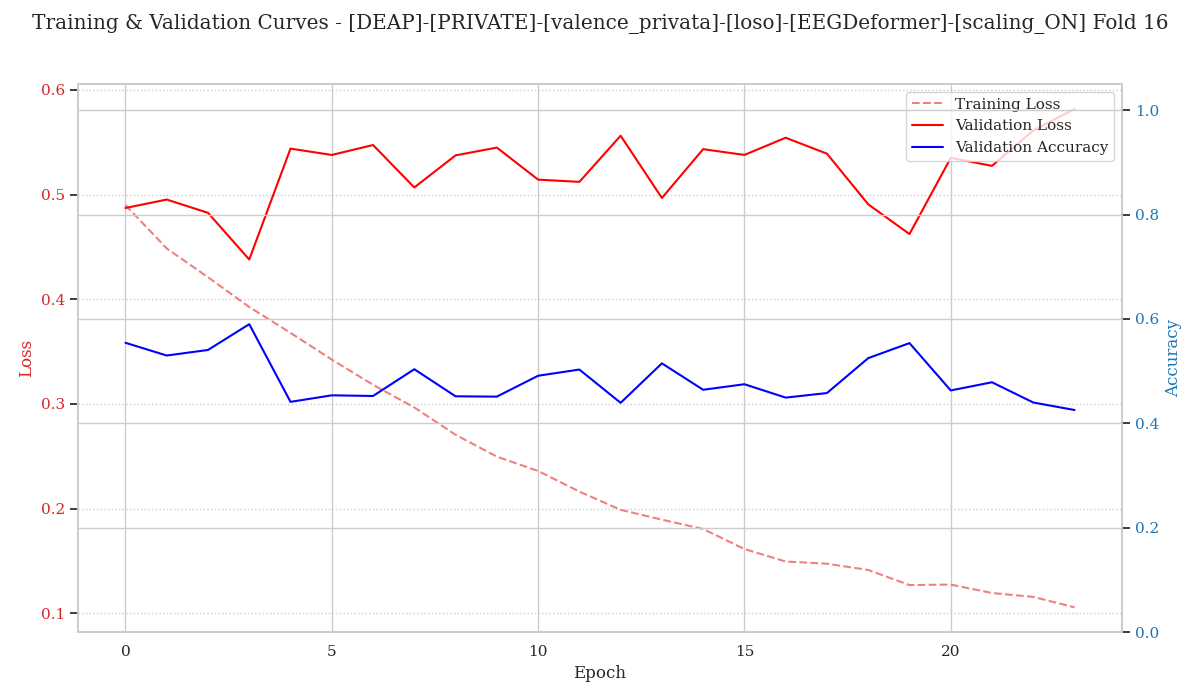 Training & Validation Curves - [DEAP]-[PRIVATE]-[valence_privata]-[loso]-[EEGDeformer]-[scaling_ON] Fold 16
Training Loss
Validation Loss
Validation Accuracy
0.6
0.5
0.4
0.3
0.2
0.1
Loss
1.0
0.8
0.6
0.4
0.2
0.0
Accuracy
0
5
10
15
20
Epoch